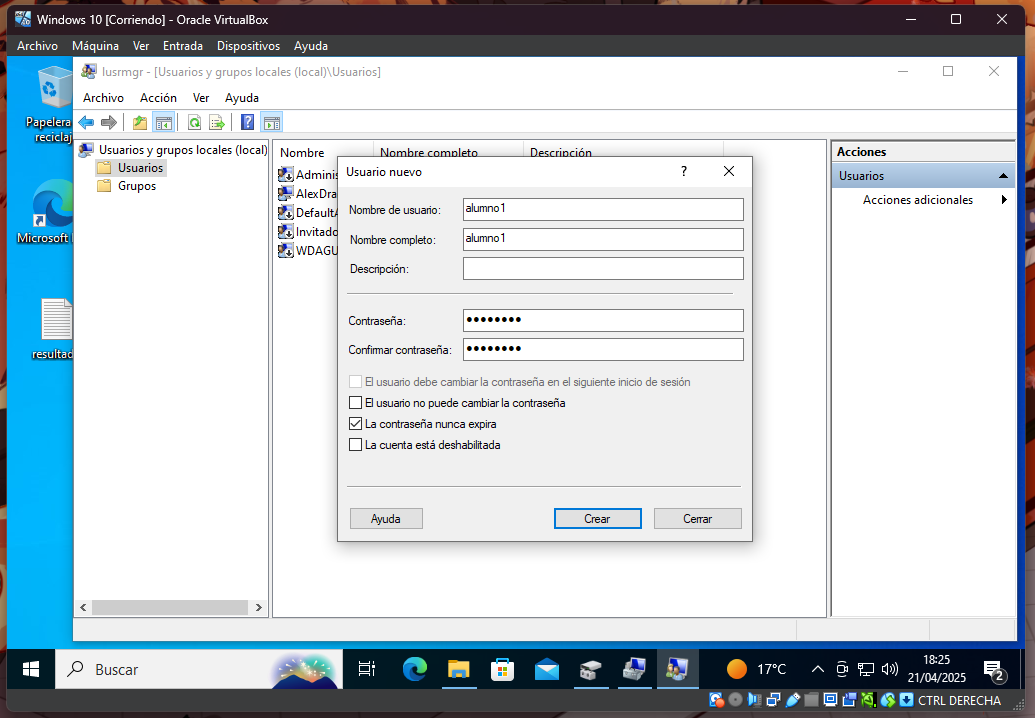 Windows 10 [Corriendo] - Oracle VirtualBox
Archivo Máquina Ver Entrada Dispositivos Ayuda
lusrmgr - [Usuarios y grupos locales (local)\Usuarios]
Archivo Acción Ver Ayuda
Papelera
reciclaj
Microsoft
resultad
Usuarios y grupos locales (local)
Usuarios
Grupos
Nombre Nombre completo Descripción
Adminis
AlexDra
DefaultA
Invitado
WDAGU
Acciones
Usuarios
Acciones adicionales
Usuario nuevo
?
Nombre de usuario: alumno1
Nombre completo: alumno1
Descripción:
Contraseña: ●●●●●●●●
Confirmar contraseña: ●●●●●●●●
El usuario debe cambiar la contraseña en el siguiente inicio de sesión
El usuario no puede cambiar la contraseña
La contraseña nunca expira
La cuenta está deshabilitada
Ayuda Crear Cerrar
Buscar
17°C
18:25
21/04/2025
2
CTRL DERECHA